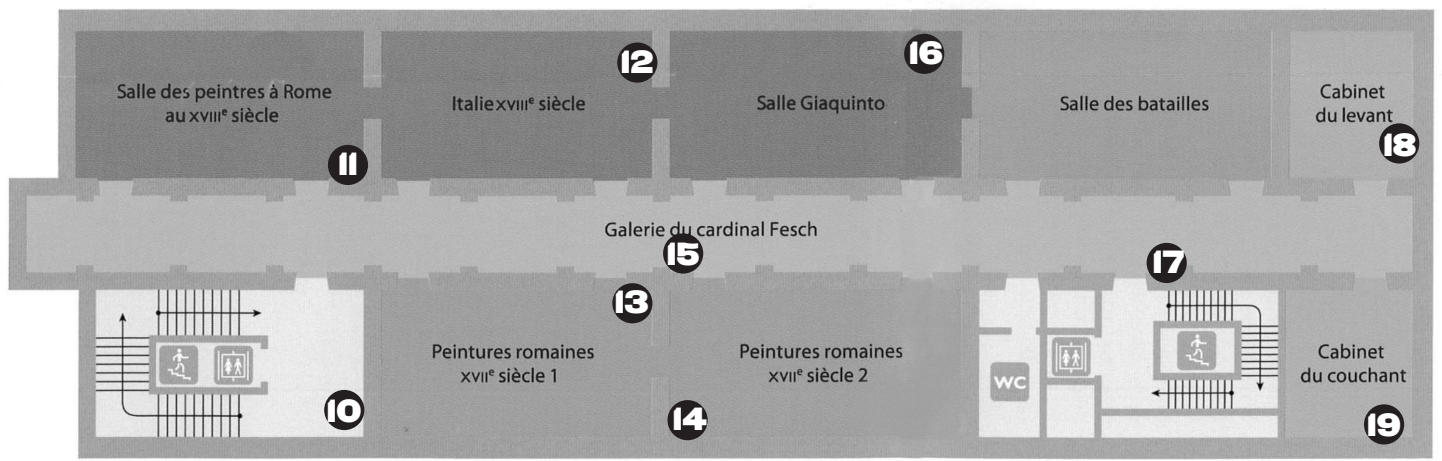 12
16
Salle des peintres à Rome
au XVIIIᵉ siècle
Italie XVIIIᵉ siècle
Salle Giaquinto
Salle des batailles
Cabinet
du levant
11
18
Galerie du cardinal Fesch
15
17
13
Peintures romaines
XVIIᵉ siècle 1
Peintures romaines
XVIIᵉ siècle 2
WC
Cabinet
du couchant
10
14
19